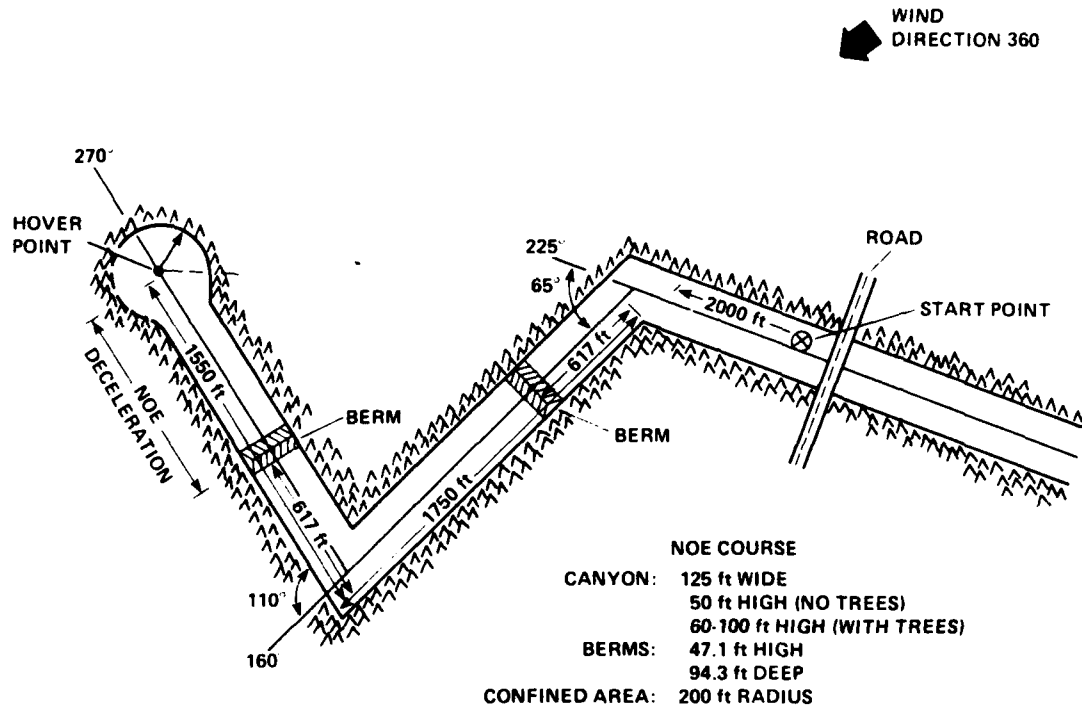 WIND
DIRECTION 360
270°
HOVER
POINT
225°
65°
ROAD
2000 ft
START POINT
1550 ft
NOE
DECELERATION
617 ft
BERM
BERM
617 ft
1750 ft
110°
160
NOE COURSE
CANYON: 125 ft WIDE
50 ft HIGH (NO TREES)
60-100 ft HIGH (WITH TREES)
BERMS: 47.1 ft HIGH
94.3 ft DEEP
CONFINED AREA: 200 ft RADIUS